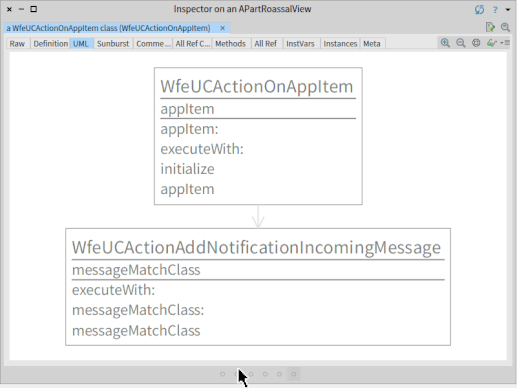 Inspector on an APartRoassalView
a WfeUCActionOnAppItem class (WfeUCActionOnAppItem)
Raw Definition UML Sunburst Comme... All Ref C... Methods All Ref InstVars Instances Meta
WfeUCActionOnAppItem
appItem
appItem:
executeWith:
initialize
appItem
WfeUCActionAddNotificationIncomingMessage
messageMatchClass
executeWith:
messageMatchClass:
messageMatchClass